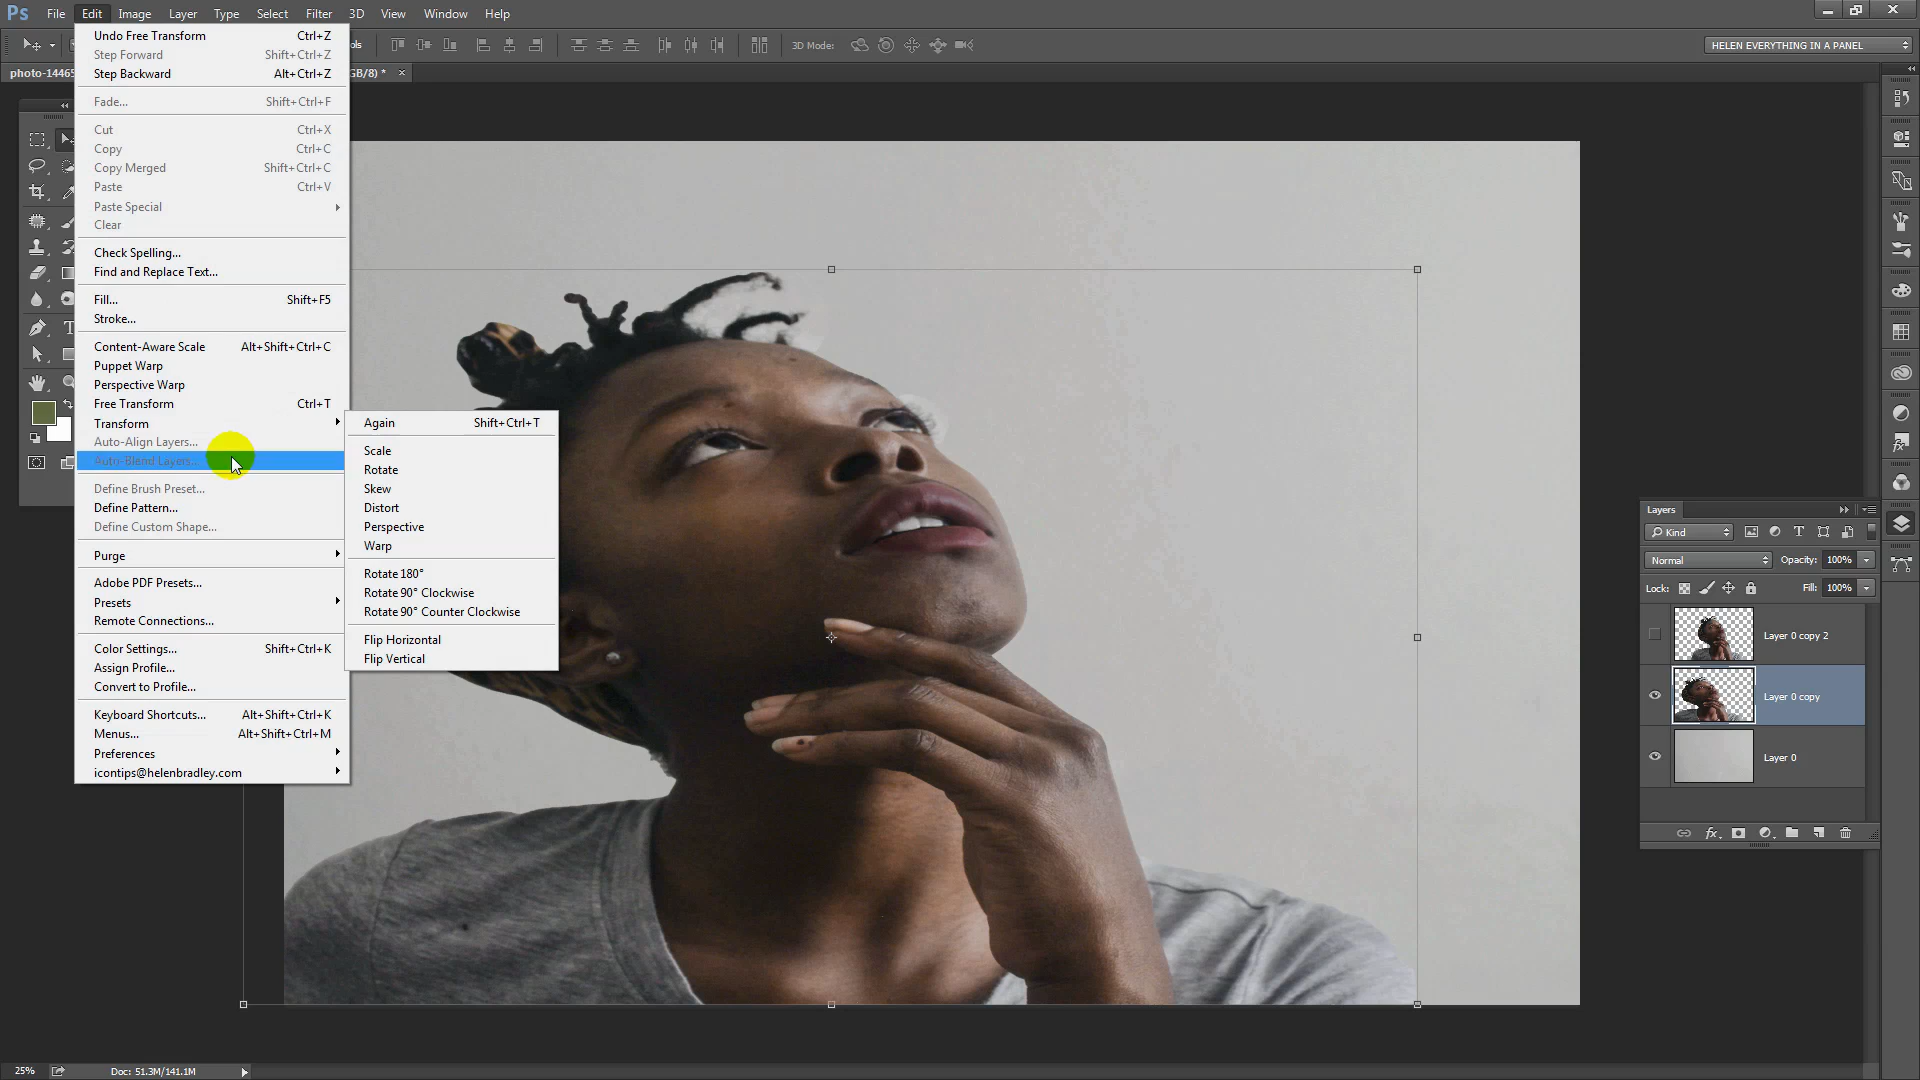 Ps File Edit Image Layer Type Select Filter 3D View Window Help
ols 3D Mode: HELEN EVERYTHING IN A PANEL
photo-14465 GB/8) * ×
Undo Free Transform Ctrl+Z
Step Forward Shift+Ctrl+Z
Step Backward Alt+Ctrl+Z
Fade... Shift+Ctrl+F
Cut Ctrl+X
Copy Ctrl+C
Copy Merged Shift+Ctrl+C
Paste Ctrl+V
Paste Special
Clear
Check Spelling...
Find and Replace Text...
Fill... Shift+F5
Stroke...
Content-Aware Scale Alt+Shift+Ctrl+C
Puppet Warp
Perspective Warp
Free Transform Ctrl+T
Transform
Auto-Align Layers...
Auto-Blend Layers...
Define Brush Preset...
Define Pattern...
Define Custom Shape...
Purge
Adobe PDF Presets...
Presets
Remote Connections...
Color Settings... Shift+Ctrl+K
Assign Profile...
Convert to Profile...
Keyboard Shortcuts... Alt+Shift+Ctrl+K
Menus... Alt+Shift+Ctrl+M
Preferences
icontips@helenbradley.com
Again Shift+Ctrl+T
Scale
Rotate
Skew
Distort
Perspective
Warp
Rotate 180°
Rotate 90° Clockwise
Rotate 90° Counter Clockwise
Flip Horizontal
Flip Vertical
Layers
Kind
Normal Opacity: 100%
Lock: Fill: 100%
Layer 0 copy 2
Layer 0 copy
Layer 0
25% Doc: 51.3M/141.1M